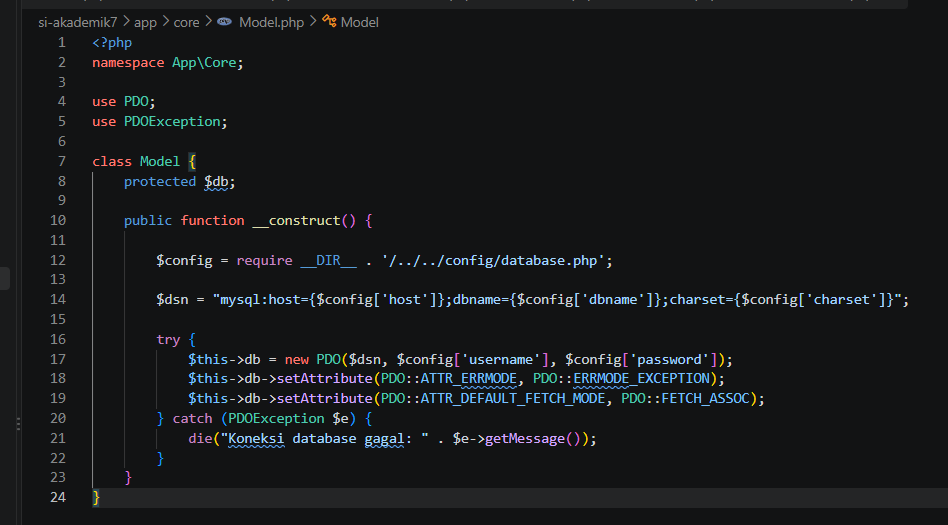 si-akademik7 > app > core > Model.php > Model
1 <?php
2 namespace App\Core;
3
4 use PDO;
5 use PDOException;
6
7 class Model {
8     protected $db;
9
10     public function __construct() {
11
12         $config = require __DIR__ . '/../../config/database.php';
13
14         $dsn = "mysql:host={$config['host']};dbname={$config['dbname']};charset={$config['charset']}";
15
16         try {
17             $this->db = new PDO($dsn, $config['username'], $config['password']);
18             $this->db->setAttribute(PDO::ATTR_ERRMODE, PDO::ERRMODE_EXCEPTION);
19             $this->db->setAttribute(PDO::ATTR_DEFAULT_FETCH_MODE, PDO::FETCH_ASSOC);
20         } catch (PDOException $e) {
21             die("Koneksi database gagal: " . $e->getMessage());
22         }
23     }
24 }